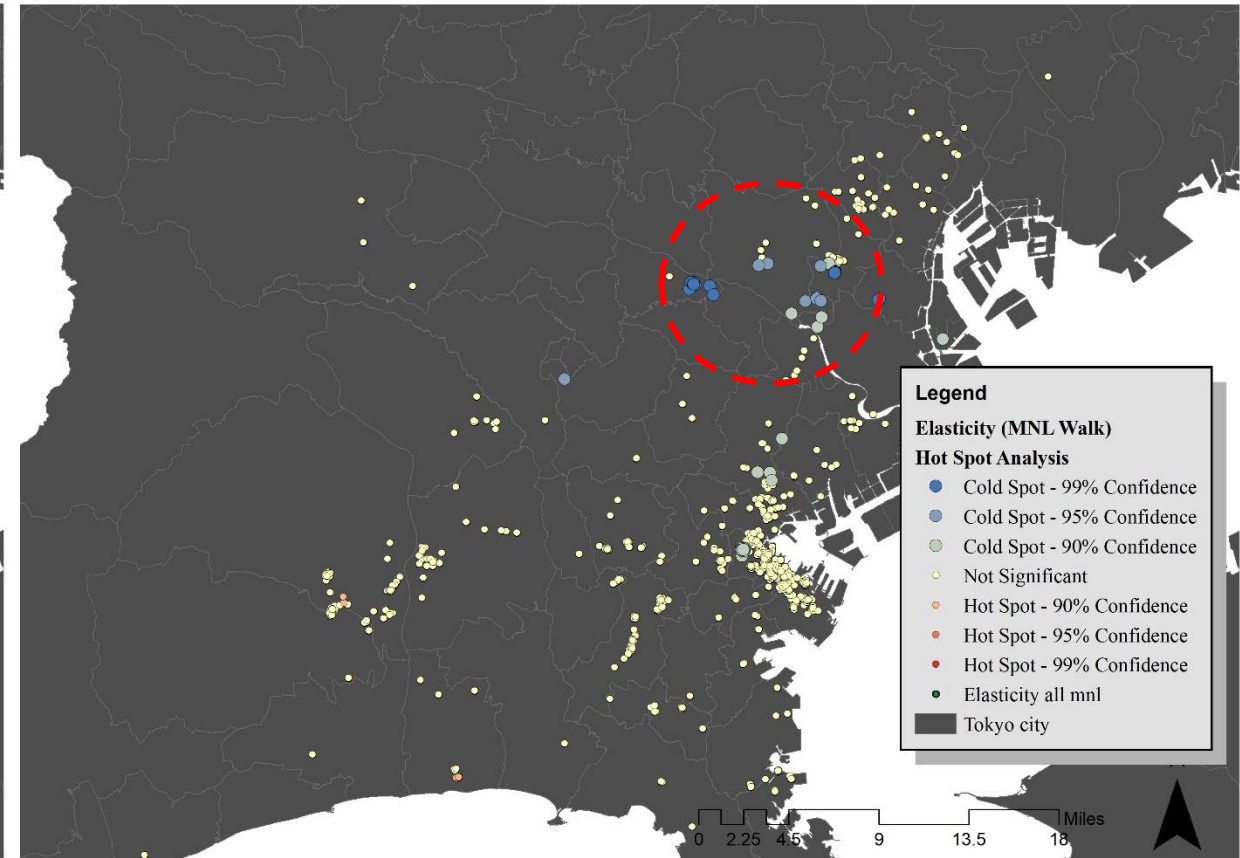 Legend
Elasticity (MNL Walk)
Hot Spot Analysis
Cold Spot - 99% Confidence
Cold Spot - 95% Confidence
Cold Spot - 90% Confidence
Not Significant
Hot Spot - 90% Confidence
Hot Spot - 95% Confidence
Hot Spot - 99% Confidence
Elasticity all mnl
Tokyo city
Miles
0 2.25 4.5 9 13.5 18